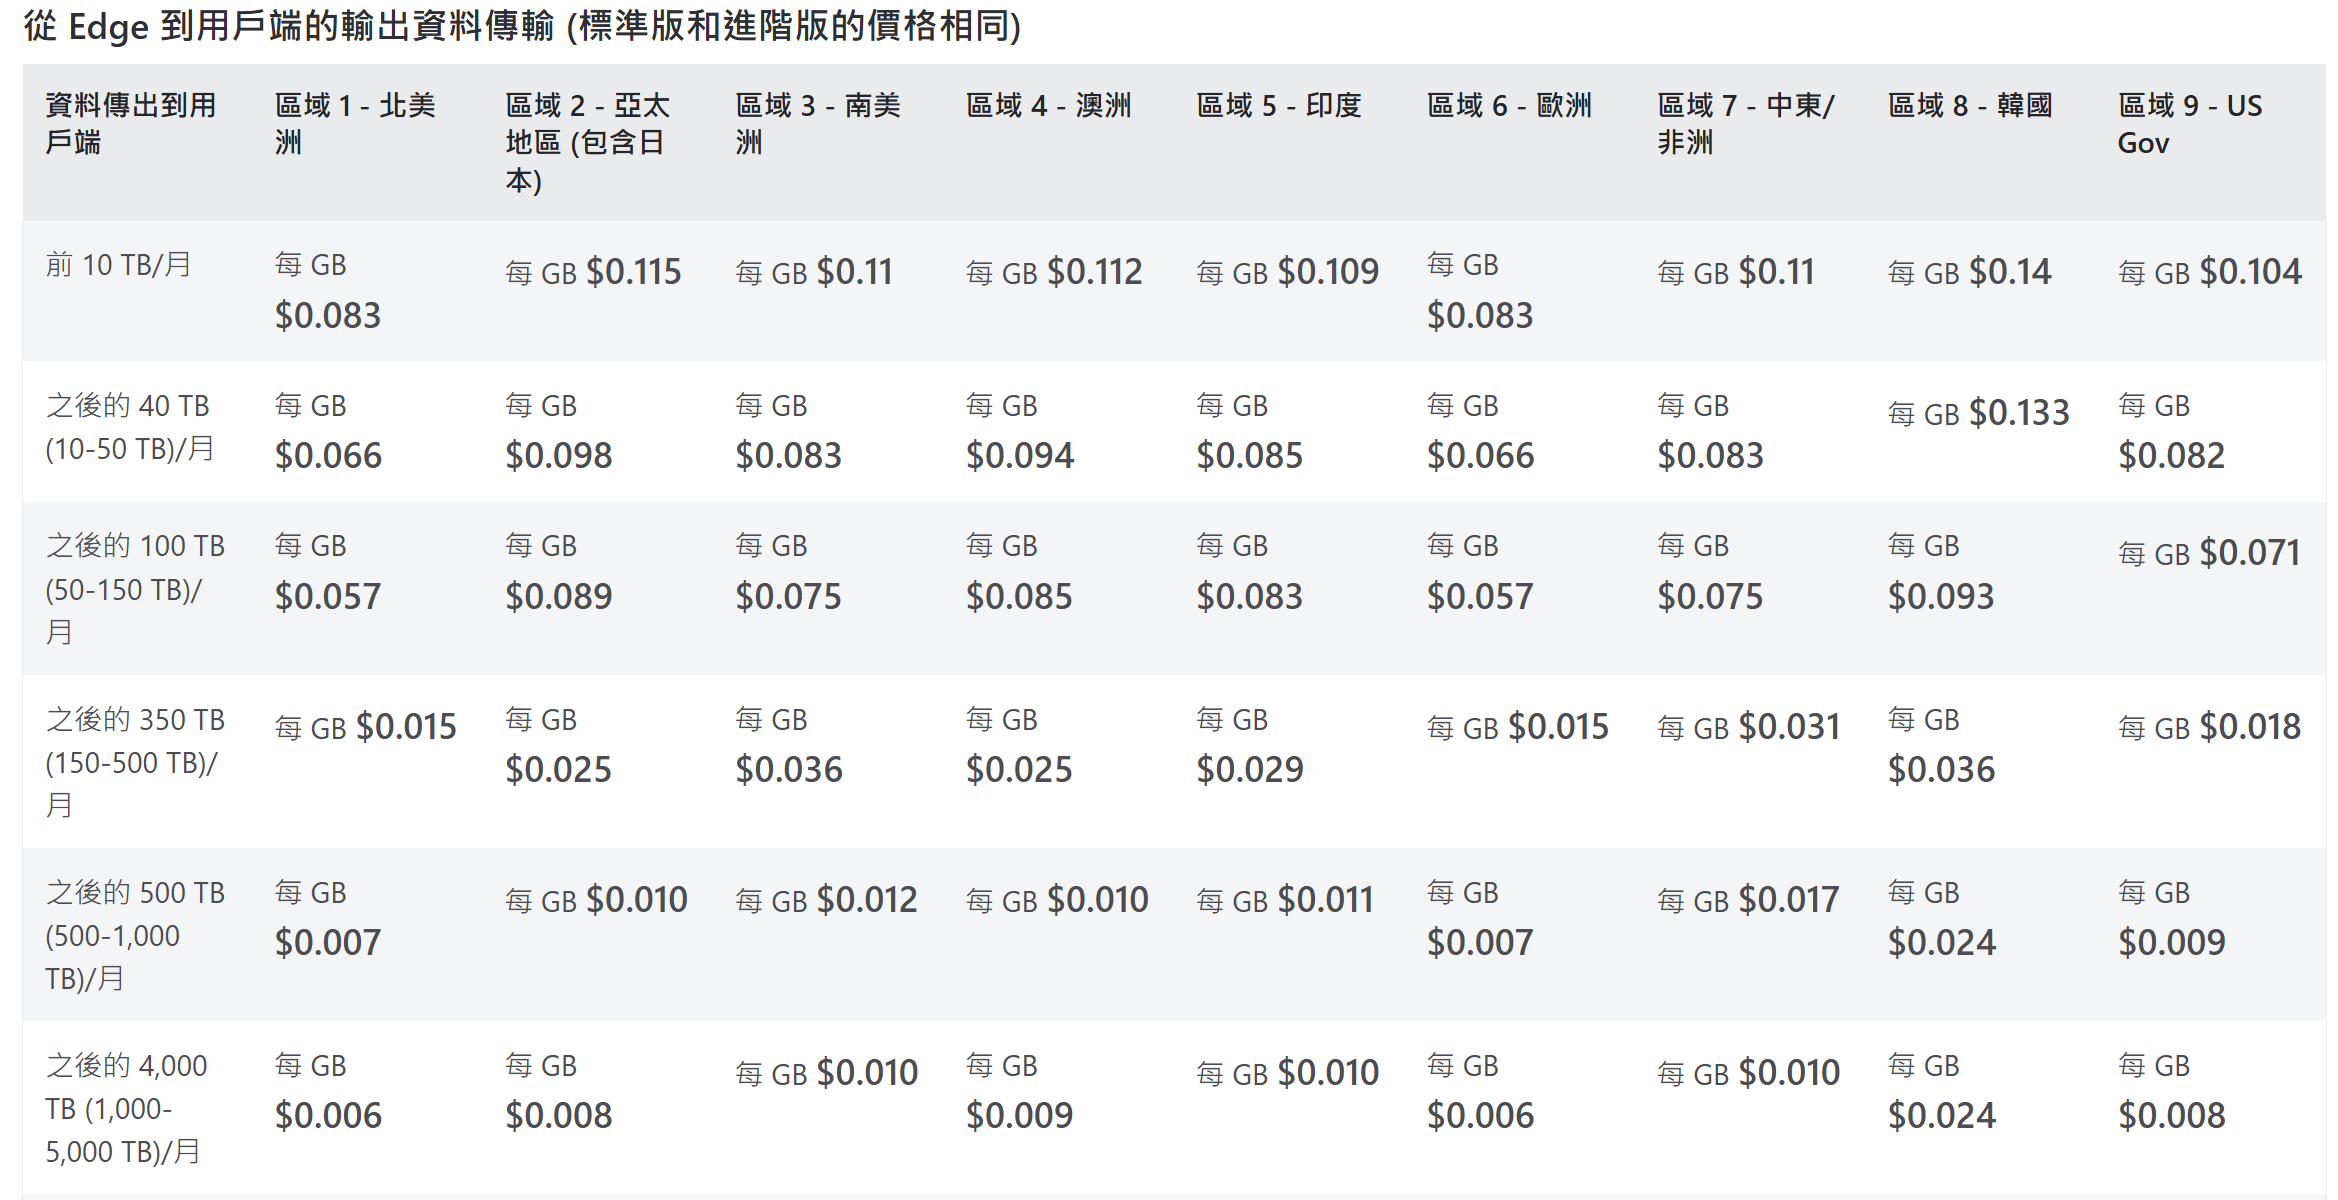 從 Edge 到用戶端的輸出資料傳輸 (標準版和進階版的價格相同)
資料傳出到用
戶端
區域 1 - 北美
洲
區域 2 - 亞太
地區 (包含日
本)
區域 3 - 南美
洲
區域 4 - 澳洲
區域 5 - 印度
區域 6 - 歐洲
區域 7 - 中東/
非洲
區域 8 - 韓國
區域 9 - US
Gov
前 10 TB/月
每 GB
$0.083
每 GB $0.115
每 GB $0.11
每 GB $0.112
每 GB $0.109
每 GB
$0.083
每 GB $0.11
每 GB $0.14
每 GB $0.104
之後的 40 TB
(10-50 TB)/月
每 GB
$0.066
每 GB
$0.098
每 GB
$0.083
每 GB
$0.094
每 GB
$0.085
每 GB
$0.066
每 GB
$0.083
每 GB $0.133
每 GB
$0.082
之後的 100 TB
(50-150 TB)/
月
每 GB
$0.057
每 GB
$0.089
每 GB
$0.075
每 GB
$0.085
每 GB
$0.083
每 GB
$0.057
每 GB
$0.075
每 GB
$0.093
每 GB $0.071
之後的 350 TB
(150-500 TB)/
月
每 GB $0.015
每 GB
$0.025
每 GB
$0.036
每 GB
$0.025
每 GB
$0.029
每 GB $0.015
每 GB $0.031
每 GB
$0.036
每 GB $0.018
之後的 500 TB
(500-1,000
TB)/月
每 GB
$0.007
每 GB $0.010
每 GB $0.012
每 GB $0.010
每 GB $0.011
每 GB
$0.007
每 GB $0.017
每 GB
$0.024
每 GB
$0.009
之後的 4,000
TB (1,000-
5,000 TB)/月
每 GB
$0.006
每 GB
$0.008
每 GB $0.010
每 GB
$0.009
每 GB $0.010
每 GB
$0.006
每 GB $0.010
每 GB
$0.024
每 GB
$0.008